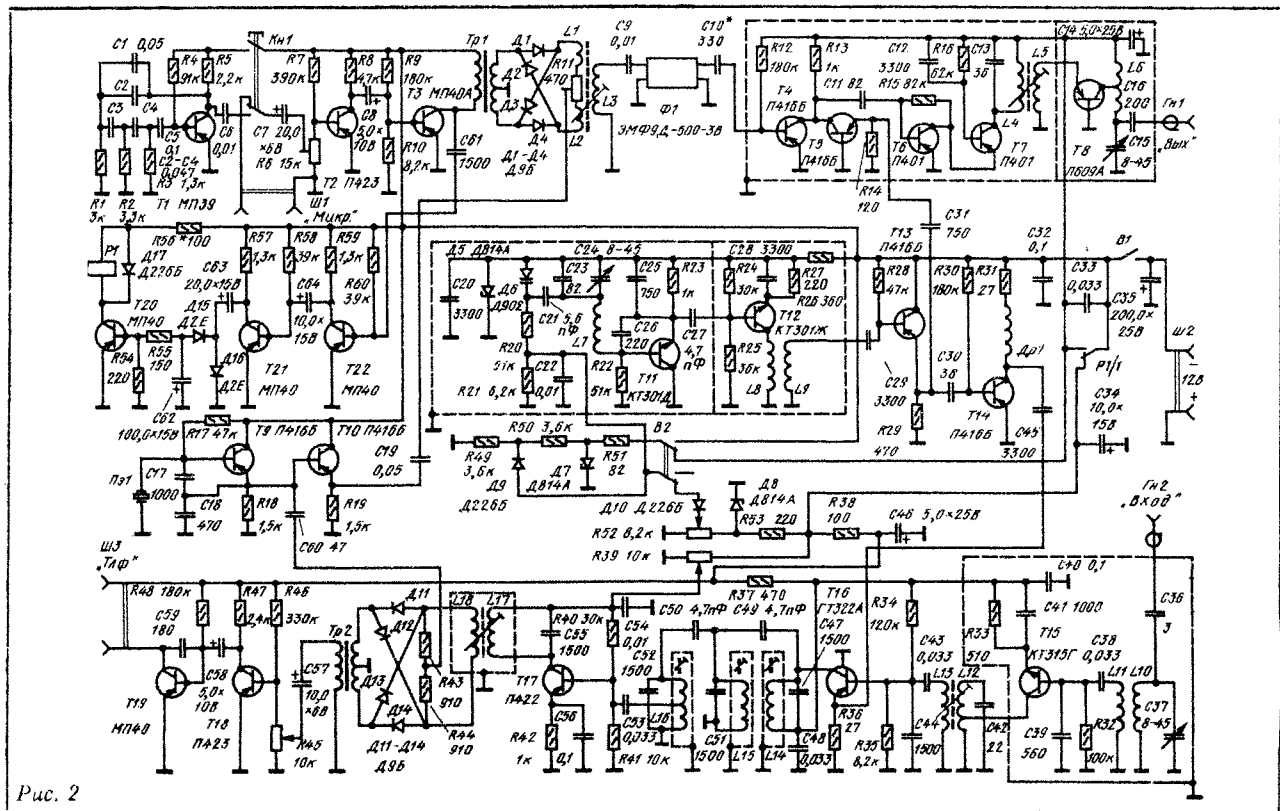 C1 0,05
C2
C3 C4
R4 91к
R5 2,2к
C5 0,1
C2-C4 0,047
R3 1,3к
R1 3к
R2 3,3к
T1 МП39
C6 0,01
Кн1
C7 20,0 ×6В
R6 15к
Ш1 „Микр."
R7 390к
R8 4,7к
C8 5,0× 10В
T2 П423
R9 180к
R10 8,2к
T3 МП40А
C61 1500
Тр1
Д1
Д2
Д3
Д4
Д1-Д4 Д9Б
L1
R11 470
L2
L3
C9 0,01
Ф1
ЭМФ9Д-500-3В
C10* 330
R12 180к
R13 1к
T4 П416Б
C11 82
T5 П416Б
C12 3300
R15 82к
R16 62к
C13 36
T6 П401
T7 П401
R14 120
L4
L5
C14 5,0×25В
T8 П609А
L6
C16 200
C15 8-45
Гн1 „Вых."
P1
Д17 Д226Б
R56* 100
R57 1,3к
R58 39к
R59 1,3к
R60 39к
C63 20,0×15В
C64 10,0× 15В
T20 МП40
Д15 Д2Е
Д16 Д2Е
R54 220
R55 150
C62 100,0×15В
T21 МП40
T22 МП40
Д5 Д814А
C20 3300
Д6 Д902
C21 5,6 пФ
C23 82
C24 8-45
C25 750
R23 1к
R20 51к
R21 8,2к
C22 0,01
L7
C26 220
R22 51к
T11 КТ301Д
C27 4,7 пФ
C28 3300
R24 30к
R25 36к
R27 220
R26 360
T12 КТ301Ж
L8
L9
C29 3300
R28 47к
T13 П416Б
R29 470
C31 750
R30 180к
C30 38
R31 27
Др1
T14 П416Б
C45 3300
C32 0,1
C33 0,033
В1
C35 200,0× 25В
P1/1
C34 10,0× 15В
Ш2
12В
R17 47к
T9 П416Б
T10 П416Б
C19 0,05
Пэ1
C17 1000
C18 470
R18 1,5к
R19 1,5к
C60 47
R49 3,6к
R50 3,6к
R51 82
Д9 Д226Б
Д7 Д814А
В2
Д10 Д226Б
Д8 Д814А
R52 8,2к
R53 220
R38 100
R39 10к
C46 5,0×25В
Гн2 „Вход"
Ш3 „Тлф"
R48 180к
R47 2,4к
R46 330к
C59 180
C58 5,0× 10В
T19 МП40
T18 П423
R45 10к
C57 10,0 ×6В
Тр2
Д11
Д12
Д13
Д14
Д11-Д14 Д9Б
R43 910
R44 910
L18
L17
R40 30к
C55 1500
T17 П422
R42 1к
C56 0,1
C54 0,01
C52 1500
C53 0,033
R41 10к
L16
C50 4,7пФ
C49 4,7пФ
C51 1500
L15
L14
C47 1500
C48 0,033
R37 470
T16 ГТ322А
R36 27
R34 120к
R35 8,2к
C43 0,033
C44 1500
L13
L12
C42 22
R33 510
C40 0,1
C41 1000
T15 КТ315Г
C39 560
C38 0,033
R32 100к
L11
L10
C36 3
C37 8-45
Рис. 2